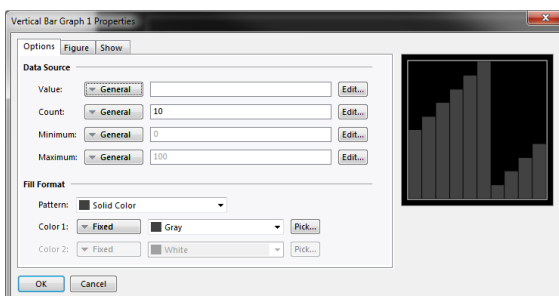 Vertical Bar Graph 1 Properties
Options Figure Show
Data Source
Value: General Edit...
Count: General 10 Edit...
Minimum: General 0 Edit...
Maximum: General 100 Edit...
Fill Format
Pattern: Solid Color
Color 1: Fixed Gray Pick...
Color 2: Fixed White Pick...
OK Cancel